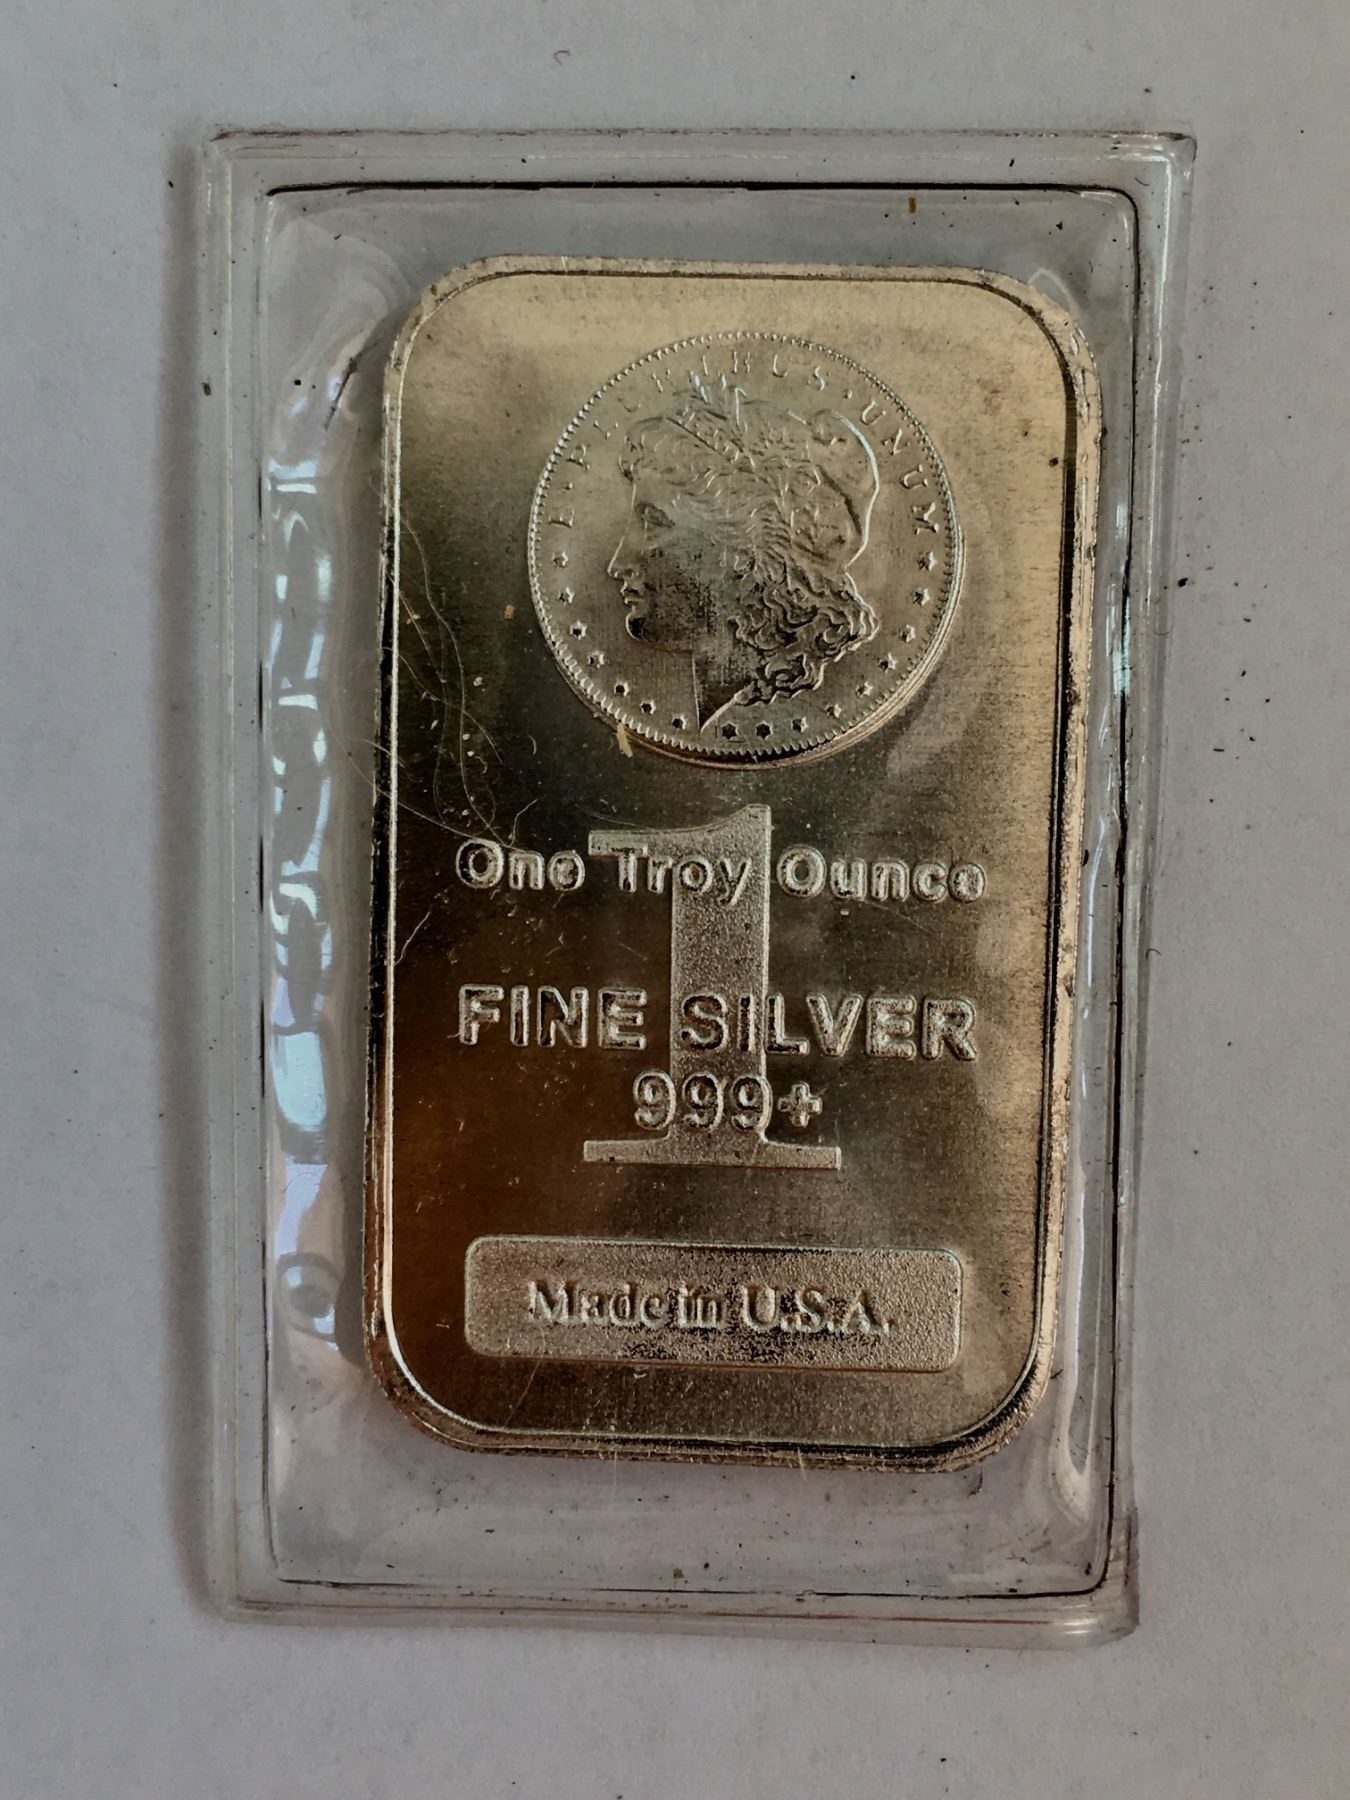 E·PLURIBUS·UNUM
1
One Troy Ounce
FINE SILVER
999+
Made in U.S.A.